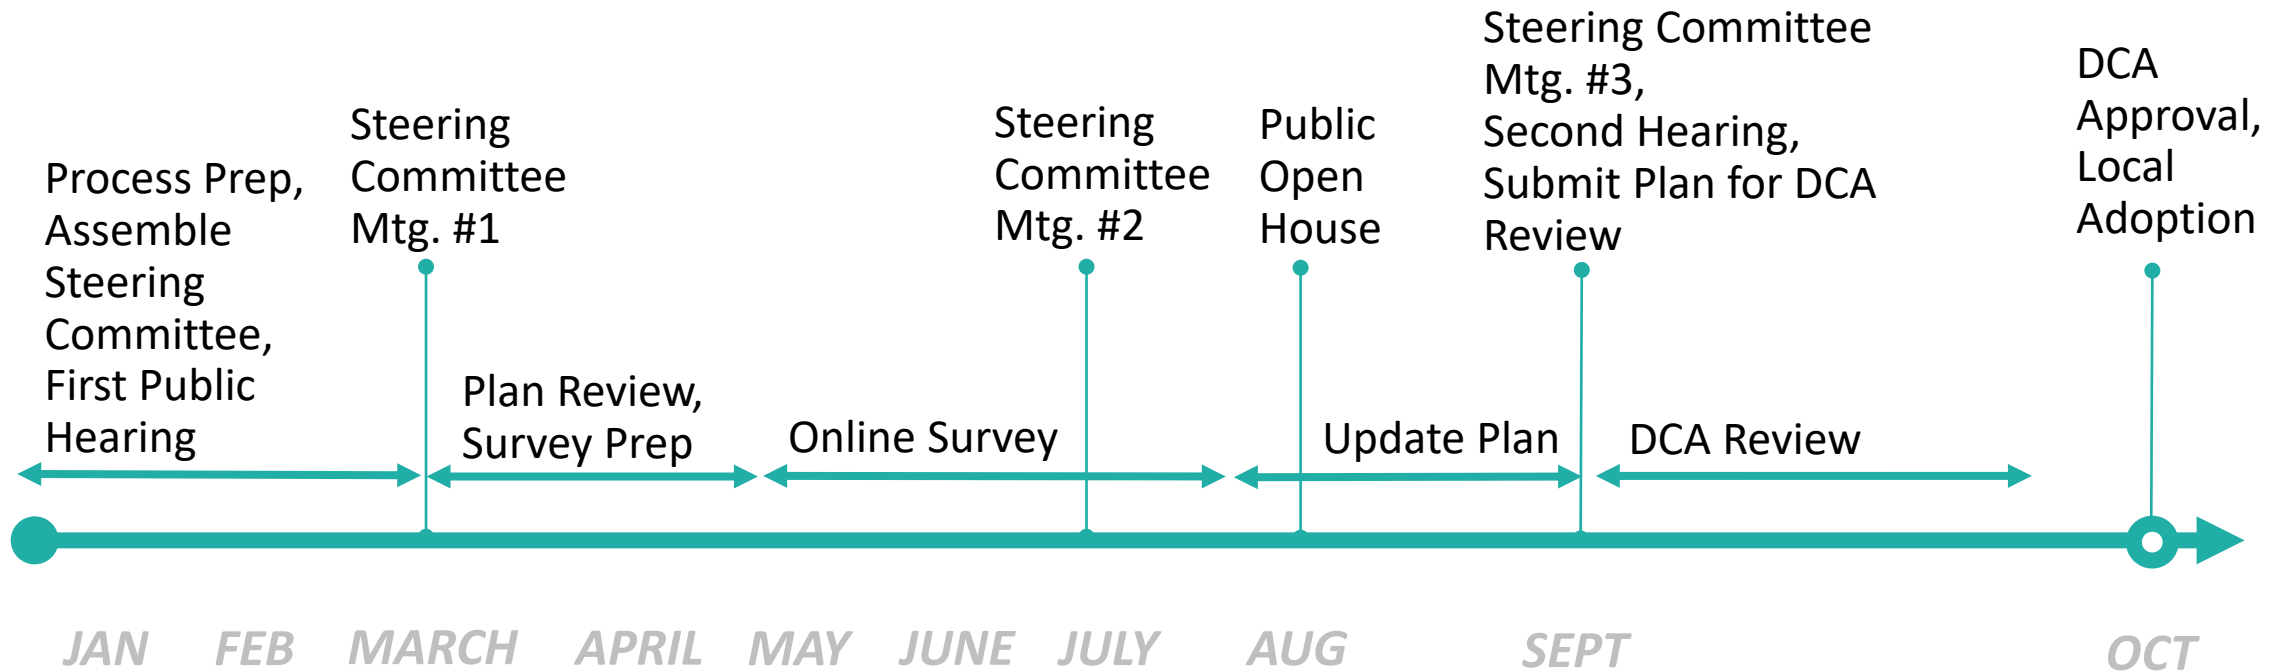 Process Prep,
Assemble
Steering
Committee,
First Public
Hearing
Steering
Committee
Mtg. #1
Plan Review,
Survey Prep
Online Survey
Steering
Committee
Mtg. #2
Public
Open
House
Update Plan
Steering Committee
Mtg. #3,
Second Hearing,
Submit Plan for DCA
Review
DCA Review
DCA
Approval,
Local
Adoption
JAN FEB MARCH APRIL MAY JUNE JULY AUG SEPT OCT